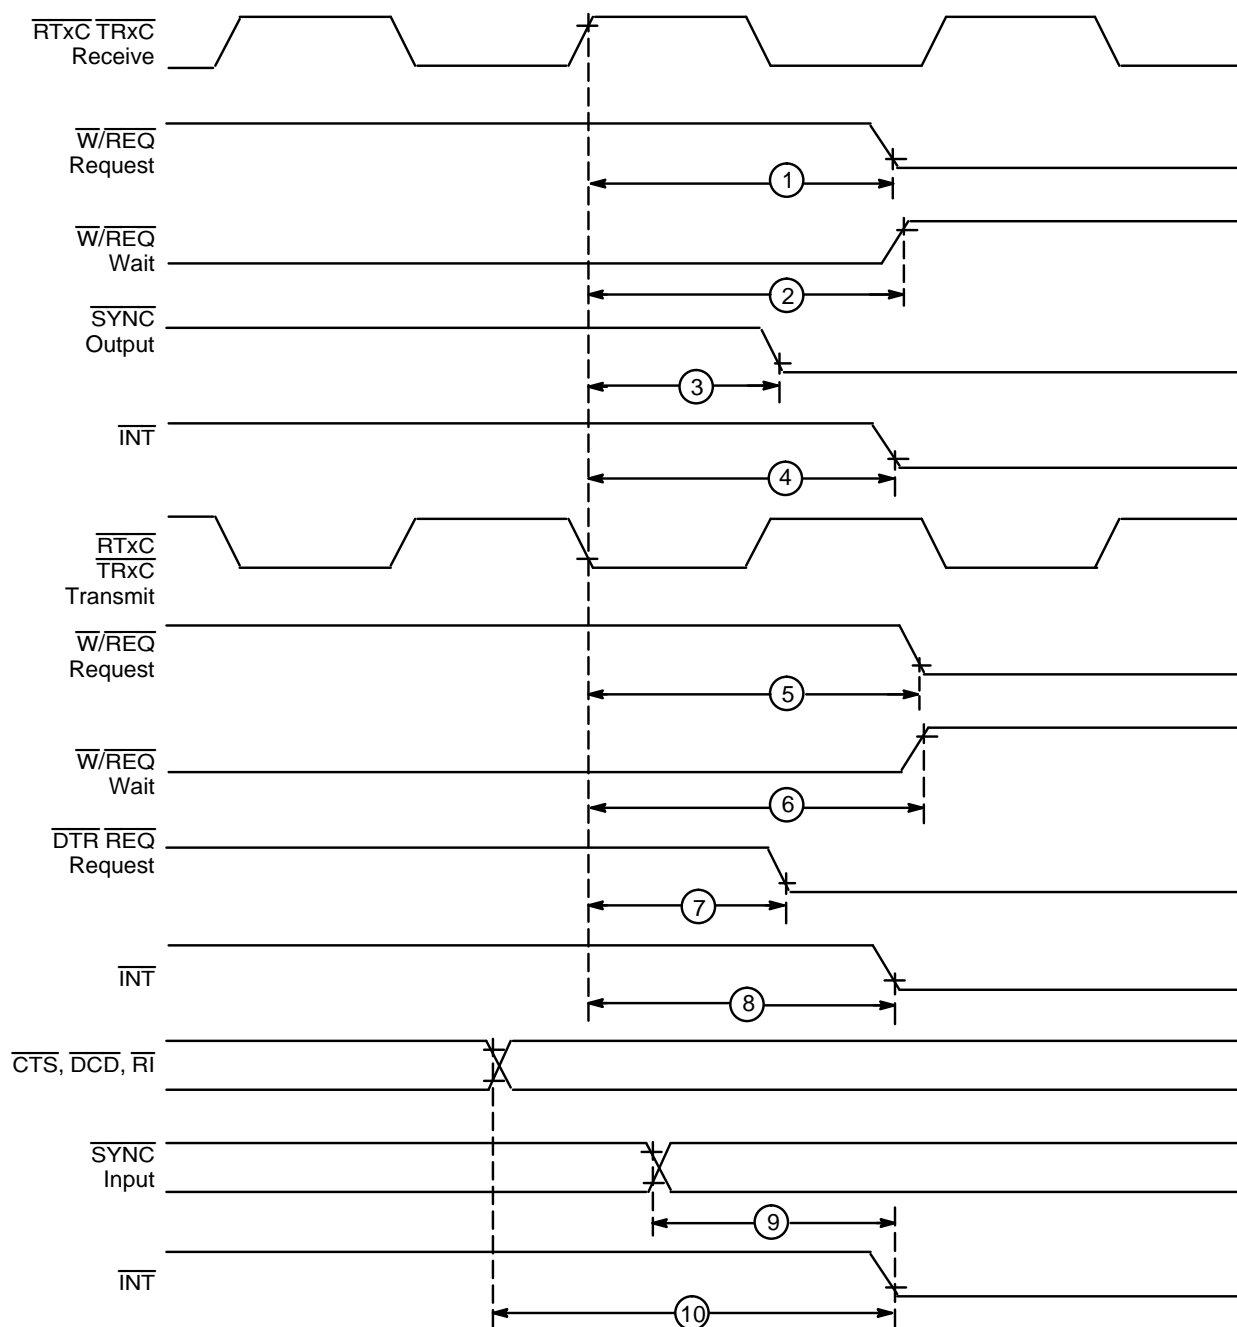 RTxC TRxC
Receive
W/REQ
Request
1
W/REQ
Wait
2
SYNC
Output
3
INT
4
RTxC
TRxC
Transmit
W/REQ
Request
5
W/REQ
Wait
6
DTR REQ
Request
7
INT
8
CTS, DCD, RI
SYNC
Input
9
INT
10